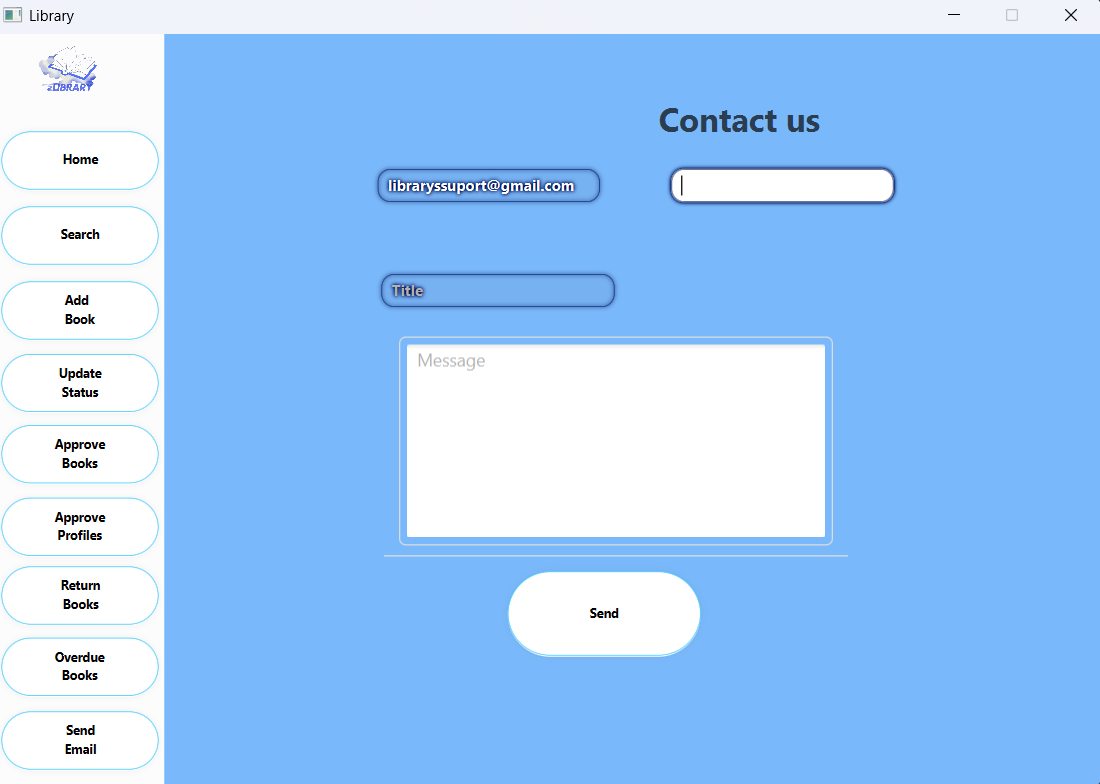 Library
eLIBRARY
Home
Search
Add
Book
Update
Status
Approve
Books
Approve
Profiles
Return
Books
Overdue
Books
Send
Email
Contact us
libraryssuport@gmail.com
Title
Message
Send